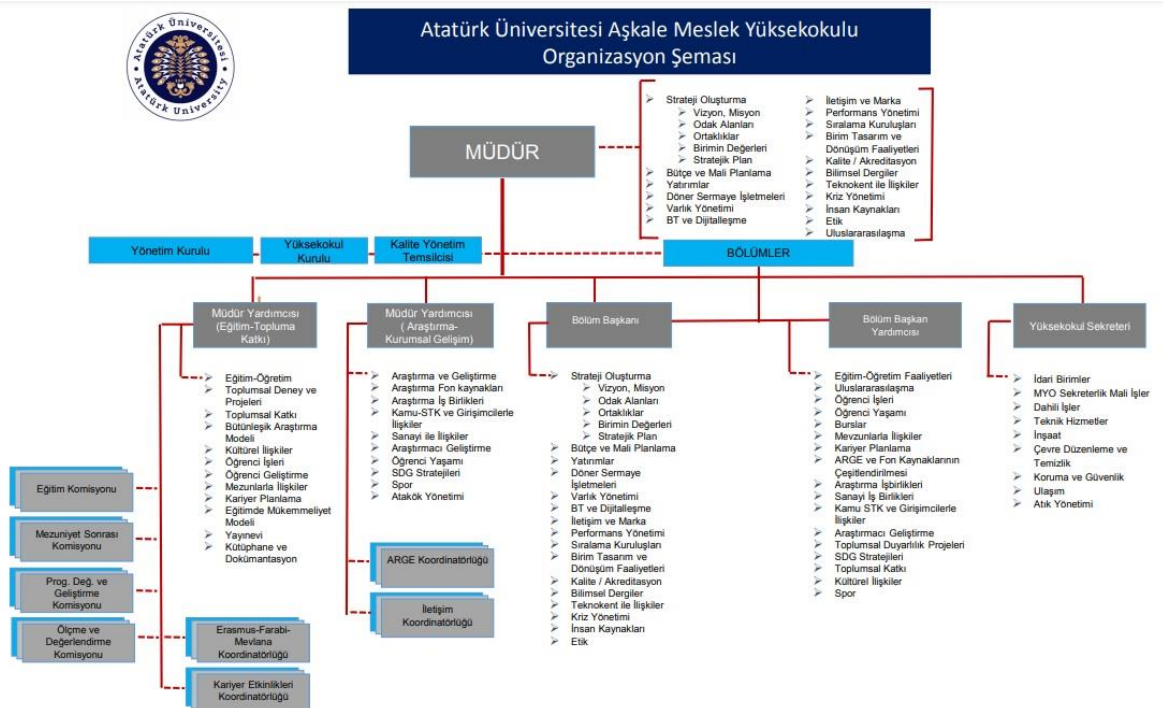 Atatürk Üniversitesi
Atatürk University
Atatürk Üniversitesi Aşkale Meslek Yüksekokulu
Organizasyon Şeması
MÜDÜR
Strateji Oluşturma
Vizyon, Misyon
Odak Alanları
Ortaklıklar
Birimin Değerleri
Stratejik Plan
Bütçe ve Mali Planlama
Yatırımlar
Döner Sermaye İşletmeleri
Varlık Yönetimi
BT ve Dijitalleşme
İletişim ve Marka
Performans Yönetimi
Sıralama Kuruluşları
Birim Tasarım ve
Dönüşüm Faaliyetleri
Kalite / Akreditasyon
Bilimsel Dergiler
Teknokent ile İlişkiler
Kriz Yönetimi
İnsan Kaynakları
Etik
Uluslararasılaşma
Yönetim Kurulu
Yüksekokul
Kurulu
Kalite Yönetim
Temsilcisi
BÖLÜMLER
Müdür Yardımcısı
(Eğitim-Topluma
Katkı)
Müdür Yardımcısı
( Araştırma-
Kurumsal Gelişim)
Bölüm Başkanı
Bölüm Başkan
Yardımcısı
Yüksekokul Sekreteri
Eğitim-Öğretim
Toplumsal Deney ve
Projeleri
Toplumsal Katkı
Bütünleşik Araştırma
Modeli
Kültürel İlişkiler
Öğrenci İşleri
Öğrenci Geliştirme
Mezunlarla İlişkiler
Kariyer Planlama
Eğitimde Mükemmeliyet
Modeli
Yayınevi
Kütüphane ve
Dokümantasyon
Araştırma ve Geliştirme
Araştırma Fon kaynakları
Araştırma İş Birlikleri
Kamu-STK ve Girişimcilerle
İlişkiler
Sanayi ile İlişkiler
Araştırmacı Geliştirme
Öğrenci Yaşamı
SDG Stratejileri
Spor
Atakök Yönetimi
Strateji Oluşturma
Vizyon, Misyon
Odak Alanları
Ortaklıklar
Birimin Değerleri
Stratejik Plan
Bütçe ve Mali Planlama
Yatırımlar
Döner Sermaye
İşletmeleri
Varlık Yönetimi
BT ve Dijitalleşme
İletişim ve Marka
Performans Yönetimi
Sıralama Kuruluşları
Birim Tasarım ve
Dönüşüm Faaliyetleri
Kalite / Akreditasyon
Bilimsel Dergiler
Teknokent ile İlişkiler
Kriz Yönetimi
İnsan Kaynakları
Etik
Eğitim-Öğretim Faaliyetleri
Uluslararasılaşma
Öğrenci İşleri
Öğrenci Yaşamı
Burslar
Mevzunlarla İlişkiler
Kariyer Planlama
ARGE ve Fon Kaynaklarının
Çeşitlendirilmesi
Araştırma İşbirlikleri
Sanayi İş Birlikleri
Kamu STK ve Girişimcilerle
İlişkiler
Araştırmacı Geliştirme
Toplumsal Duyarlılık Projeleri
SDG Stratejileri
Toplumsal Katkı
Kültürel İlişkiler
Spor
İdari Birimler
MYO Sekreterlik Mali İşler
Dahili İşler
Teknik Hizmetler
İnşaat
Çevre Düzenleme ve
Temizlik
Koruma ve Güvenlik
Ulaşım
Atık Yönetimi
Eğitim Komisyonu
Mezuniyet Sonrası
Komisyonu
Prog. Değ. ve
Geliştirme
Komisyonu
Ölçme ve
Değerlendirme
Komisyonu
Erasmus-Farabi-
Mevlana
Koordinatörlüğü
Kariyer Etkinlikleri
Koordinatörlüğü
ARGE Koordinatörlüğü
İletişim
Koordinatörlüğü